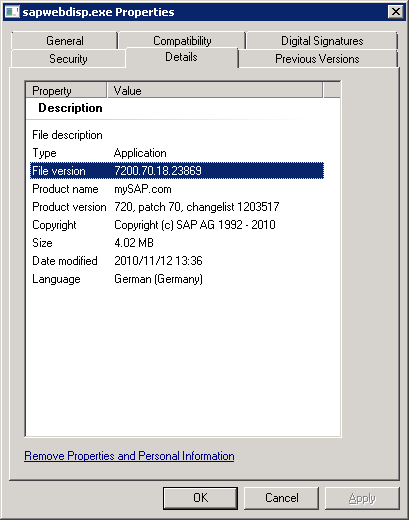 sapwebdisp.exe Properties
General Compatibility Digital Signatures
Security Details Previous Versions
Property Value
Description
File description
Type Application
File version 7200.70.18.23869
Product name mySAP.com
Product version 720, patch 70, changelist 1203517
Copyright Copyright (c) SAP AG 1992 - 2010
Size 4.02 MB
Date modified 2010/11/12 13:36
Language German (Germany)
Remove Properties and Personal Information
OK Cancel Apply